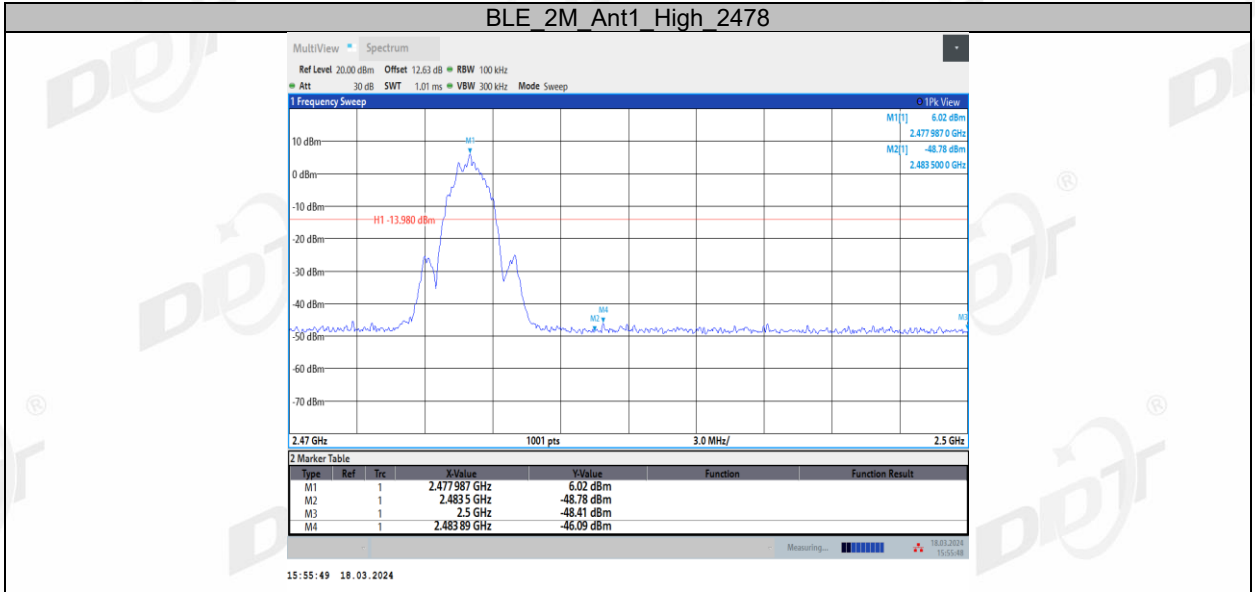 BLE_2M_Ant1_High_2478
MultiView Spectrum
Ref Level 20.00 dBm Offset 12.63 dB RBW 100 kHz
Att 30 dB SWT 1.01 ms VBW 300 kHz Mode Sweep
1 Frequency Sweep 1Pk View
M1[1] 6.02 dBm
2.477 987 0 GHz
M2[1] -48.78 dBm
2.483 500 0 GHz
10 dBm
M1
0 dBm
-10 dBm
H1 -13.980 dBm
-20 dBm
-30 dBm
-40 dBm
M4
M2
M3
-50 dBm
-60 dBm
-70 dBm
2.47 GHz 1001 pts 3.0 MHz/ 2.5 GHz
2 Marker Table
Type Ref Trc X-Value Y-Value Function Function Result
M1 1 2.477 987 GHz 6.02 dBm
M2 1 2.483 5 GHz -48.78 dBm
M3 1 2.5 GHz -48.41 dBm
M4 1 2.483 89 GHz -46.09 dBm
Measuring... 18.03.2024
15:55:48
15:55:49 18.03.2024
DDT
®